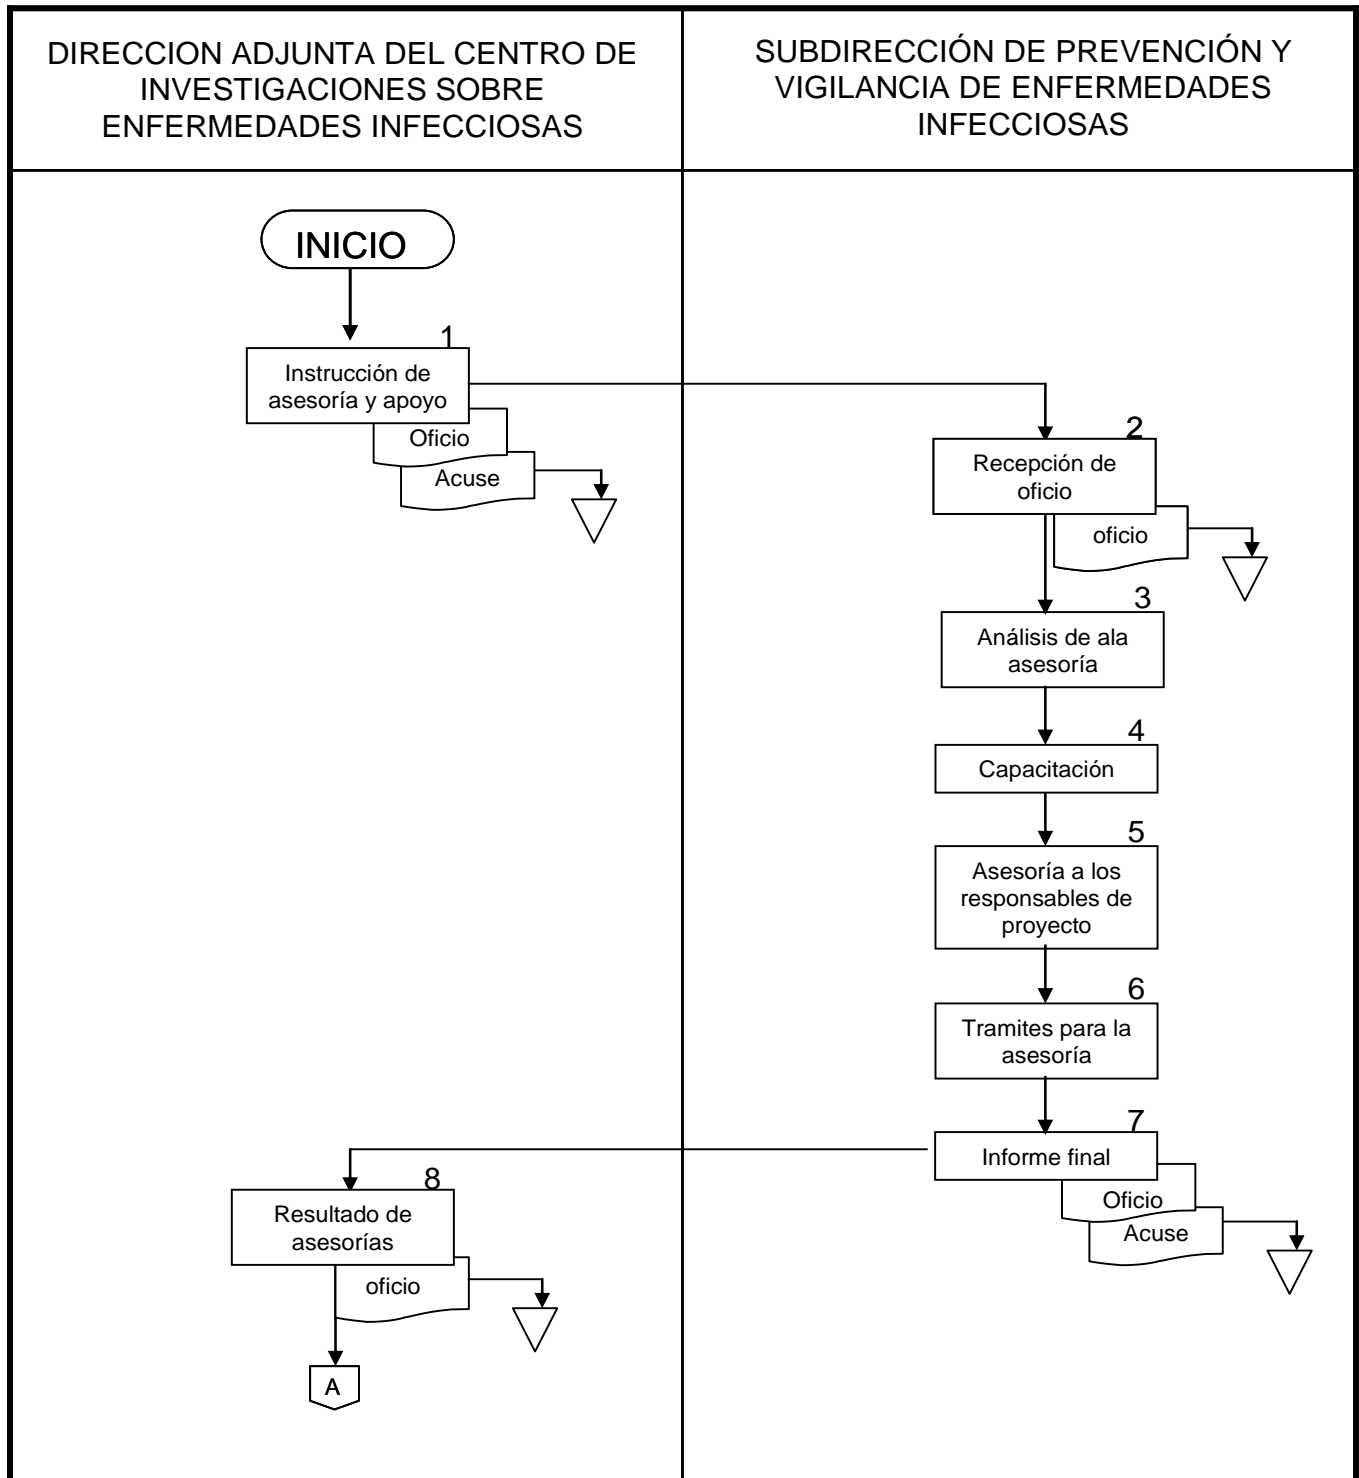 DIRECCION ADJUNTA DEL CENTRO DE
INVESTIGACIONES SOBRE
ENFERMEDADES INFECCIOSAS
SUBDIRECCIÓN DE PREVENCIÓN Y
VIGILANCIA DE ENFERMEDADES
INFECCIOSAS
INICIO
1
Instrucción de
asesoría y apoyo
Oficio
Acuse
2
Recepción de
oficio
oficio
3
Análisis de ala
asesoría
4
Capacitación
5
Asesoría a los
responsables de
proyecto
6
Tramites para la
asesoría
7
Informe final
Oficio
Acuse
8
Resultado de
asesorías
oficio
A